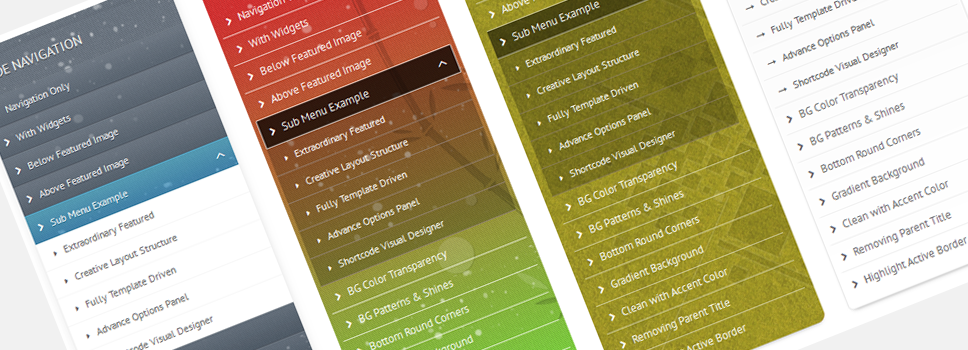 DE NAVIGATION
Navigation Only
With Widgets
Below Featured Image
Above Featured Image
Sub Menu Example
Extraordinary Featured
Creative Layout Structure
Fully Template Driven
Advance Options Panel
code Visual Designer
Navigation
With Widgets
Below Featured Image
Above Featured Image
Sub Menu Example
Extraordinary Featured
Creative Layout Structure
Fully Template Driven
Advance Options Panel
Shortcode Visual Designer
BG Color Transparency
BG Patterns & Shines
Bottom Round Corners
ckground
Above Featured
Sub Menu Example
Extraordinary Featured
Creative Layout Structure
Fully Template Driven
Advance Options Panel
Shortcode Visual Designer
BG Color Transparency
BG Patterns & Shines
Bottom Round Corners
Gradient Background
Clean with Accent Color
Removing Parent Title
Active Border
Fully Template Drive
Advance Options Panel
Shortcode Visual Designer
BG Color Transparency
BG Patterns & Shines
Bottom Round Corners
Gradient Background
Clean with Accent Color
Removing Parent Title
Highlight Active Border